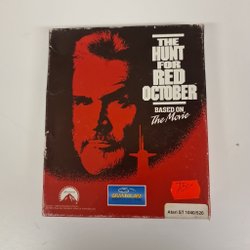 THE
HUNT
FOR
RED
OCTOBER
BASED ON
The Movie
Atari ST 1040/520